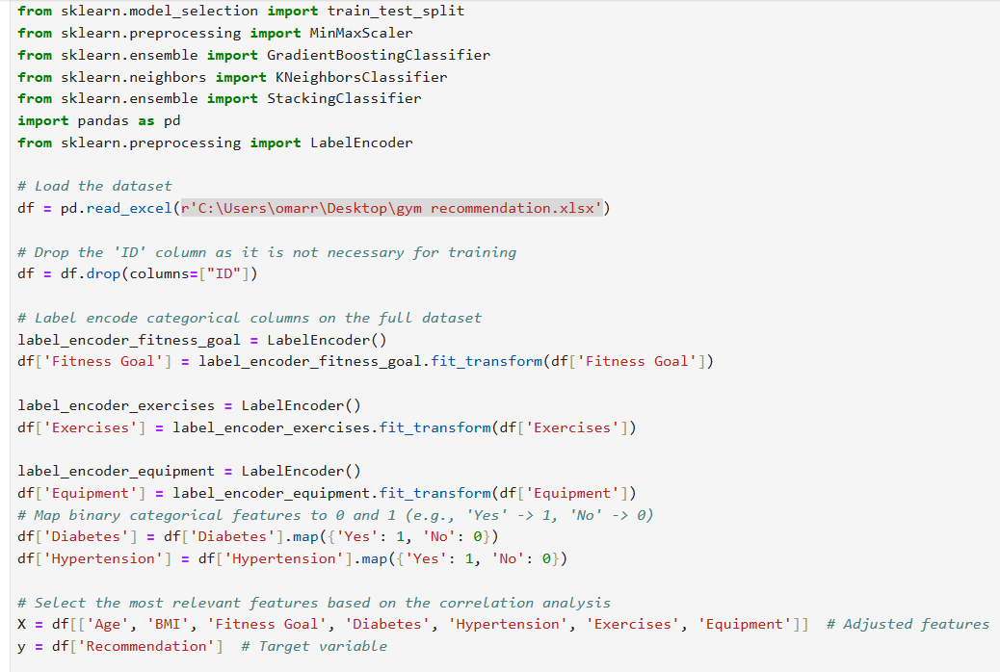 from sklearn.model_selection import train_test_split
from sklearn.preprocessing import MinMaxScaler
from sklearn.ensemble import GradientBoostingClassifier
from sklearn.neighbors import KNeighborsClassifier
from sklearn.ensemble import StackingClassifier
import pandas as pd
from sklearn.preprocessing import LabelEncoder

# Load the dataset
df = pd.read_excel(r'C:\Users\omarr\Desktop\gym recommendation.xlsx')

# Drop the 'ID' column as it is not necessary for training
df = df.drop(columns=["ID"])

# Label encode categorical columns on the full dataset
label_encoder_fitness_goal = LabelEncoder()
df['Fitness Goal'] = label_encoder_fitness_goal.fit_transform(df['Fitness Goal'])

label_encoder_exercises = LabelEncoder()
df['Exercises'] = label_encoder_exercises.fit_transform(df['Exercises'])

label_encoder_equipment = LabelEncoder()
df['Equipment'] = label_encoder_equipment.fit_transform(df['Equipment'])
# Map binary categorical features to 0 and 1 (e.g., 'Yes' -> 1, 'No' -> 0)
df['Diabetes'] = df['Diabetes'].map({'Yes': 1, 'No': 0})
df['Hypertension'] = df['Hypertension'].map({'Yes': 1, 'No': 0})

# Select the most relevant features based on the correlation analysis
X = df[['Age', 'BMI', 'Fitness Goal', 'Diabetes', 'Hypertension', 'Exercises', 'Equipment']]  # Adjusted features
y = df['Recommendation']  # Target variable